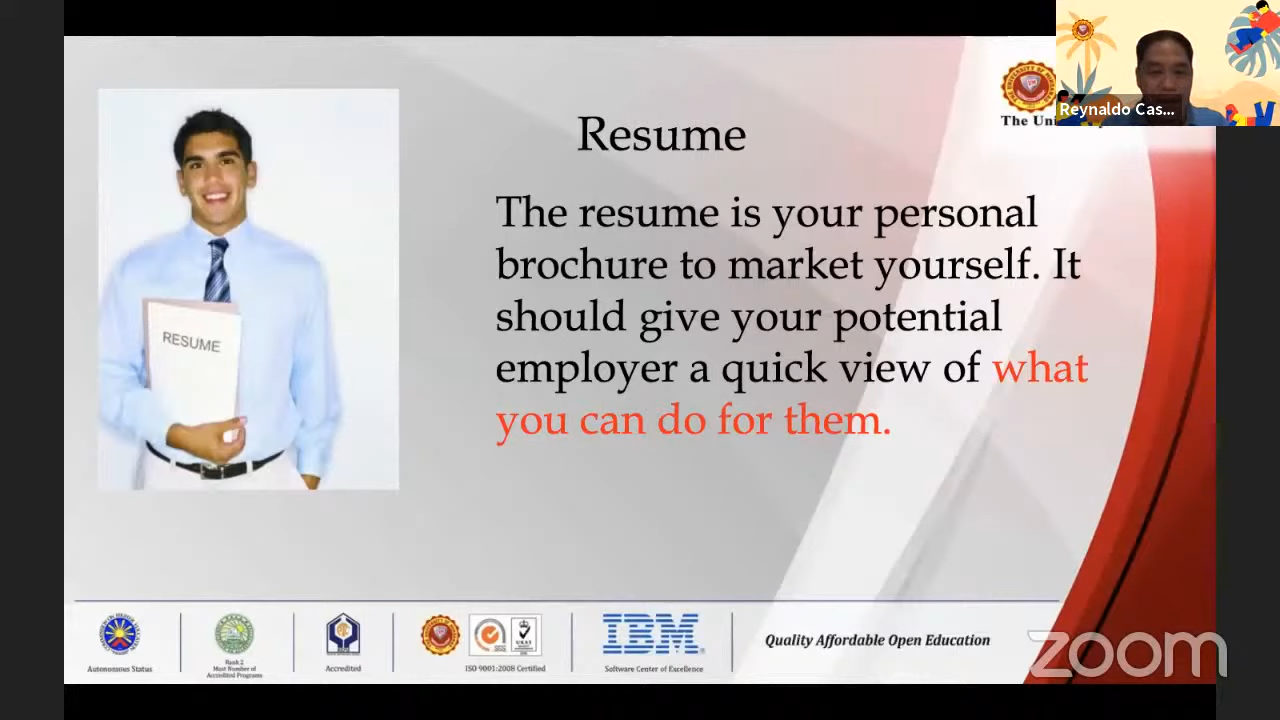 Reynaldo Cas...
The Uni
Resume
The resume is your personal
brochure to market yourself. It
should give your potential
employer a quick view of what
you can do for them.
RESUME
Autonomous Status
Rank 2
Most Number of
Accredited Programs
Accredited
ISO 9001:2008 Certified
IBM
Software Center of Excellence
Quality Affordable Open Education
zoom